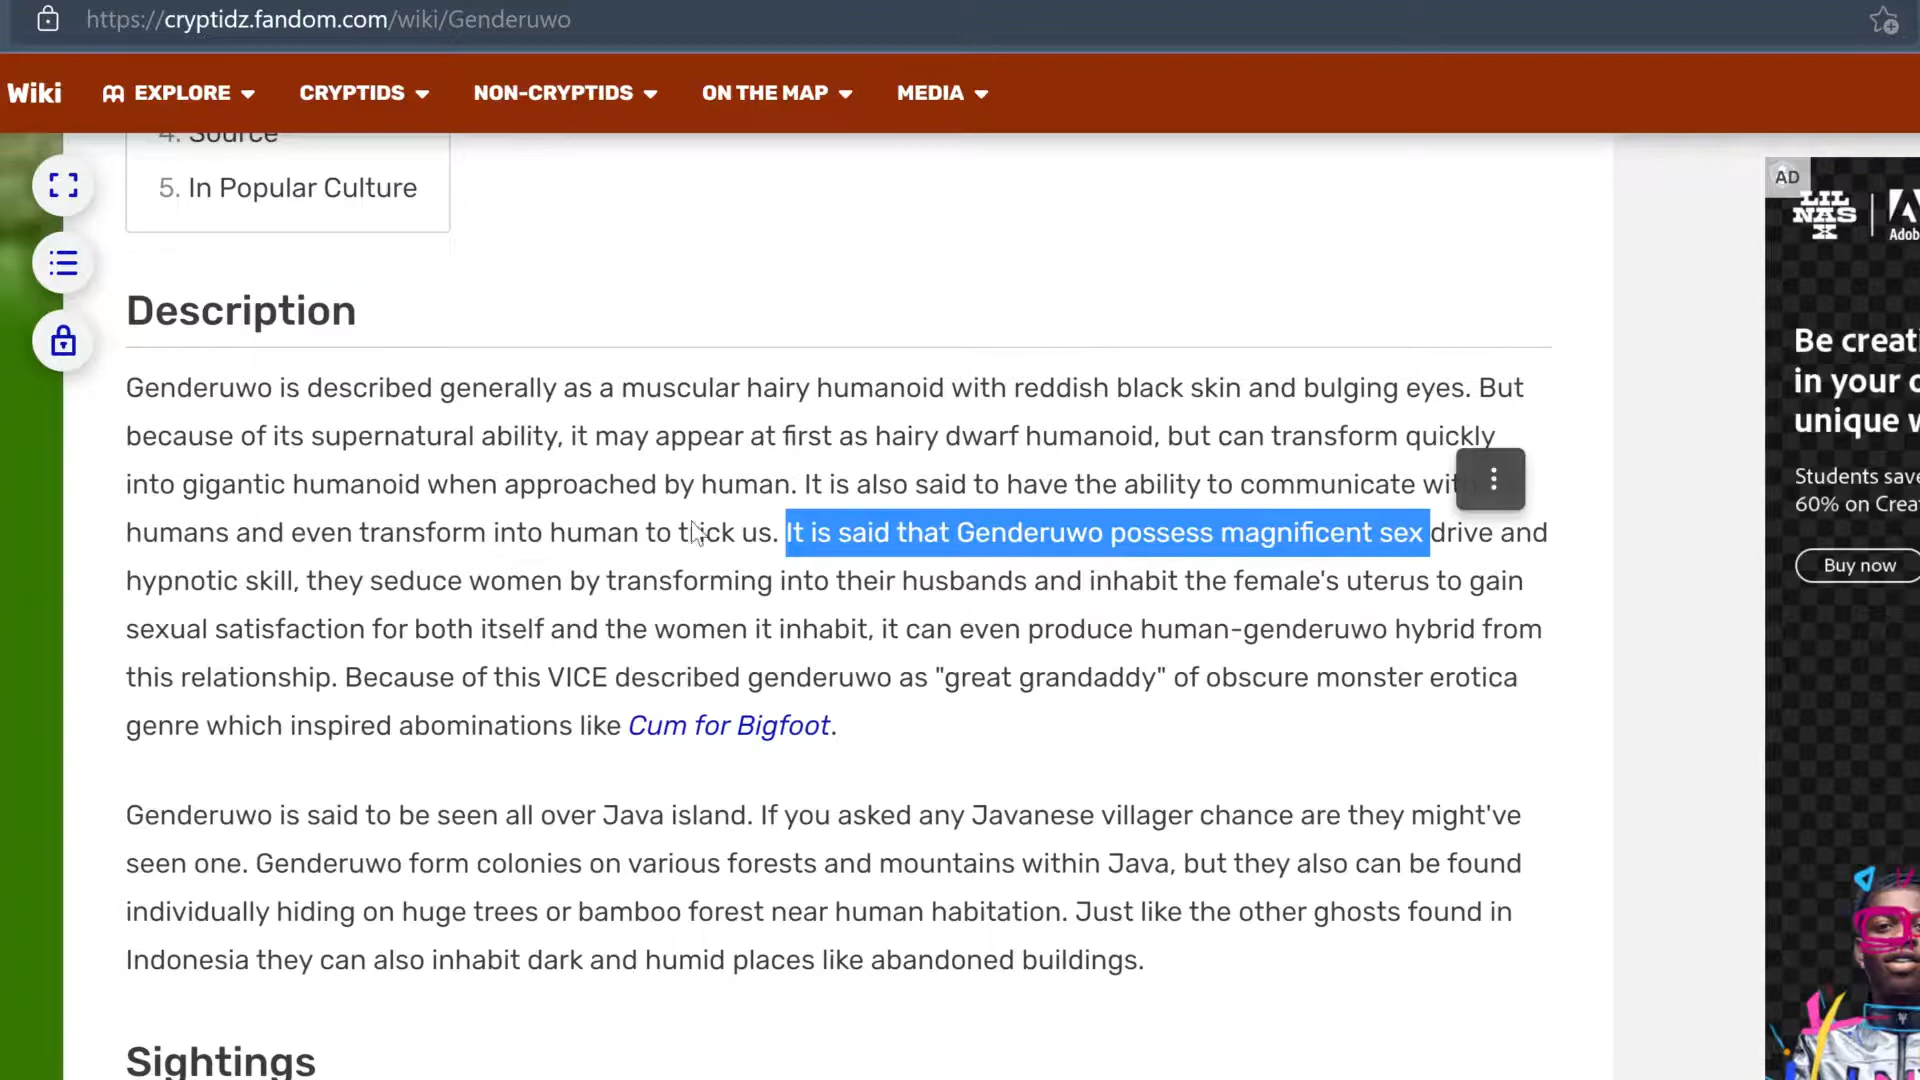 https://cryptidz.fandom.com/wiki/Genderuwo
Wiki EXPLORE CRYPTIDS NON-CRYPTIDS ON THE MAP MEDIA
4. Source
5. In Popular Culture
Description
Genderuwo is described generally as a muscular hairy humanoid with reddish black skin and bulging eyes. But
because of its supernatural ability, it may appear at first as hairy dwarf humanoid, but can transform quickly
into gigantic humanoid when approached by human. It is also said to have the ability to communicate with
humans and even transform into human to trick us. It is said that Genderuwo possess magnificent sex drive and
hypnotic skill, they seduce women by transforming into their husbands and inhabit the female's uterus to gain
sexual satisfaction for both itself and the women it inhabit, it can even produce human-genderuwo hybrid from
this relationship. Because of this VICE described genderuwo as "great grandaddy" of obscure monster erotica
genre which inspired abominations like Cum for Bigfoot.
Genderuwo is said to be seen all over Java island. If you asked any Javanese villager chance are they might've
seen one. Genderuwo form colonies on various forests and mountains within Java, but they also can be found
individually hiding on huge trees or bamboo forest near human habitation. Just like the other ghosts found in
Indonesia they can also inhabit dark and humid places like abandoned buildings.
Sightings
AD
LIL
NAS
X
Adob
Be creati
in your o
unique w
Students save
60% on Crea
Buy now